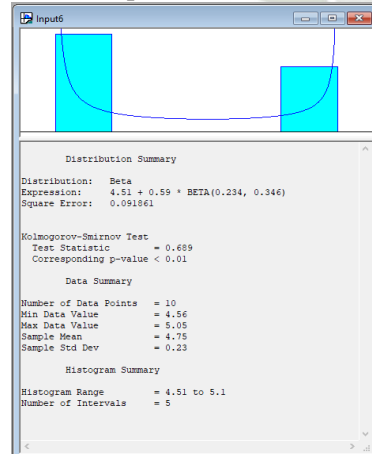 Input6
Distribution Summary
Distribution: Beta
Expression: 4.51 + 0.59 * BETA(0.234, 0.346)
Square Error: 0.091861
Kolmogorov-Smirnov Test
Test Statistic = 0.689
Corresponding p-value < 0.01
Data Summary
Number of Data Points = 10
Min Data Value = 4.56
Max Data Value = 5.05
Sample Mean = 4.75
Sample Std Dev = 0.23
Histogram Summary
Histogram Range = 4.51 to 5.1
Number of Intervals = 5